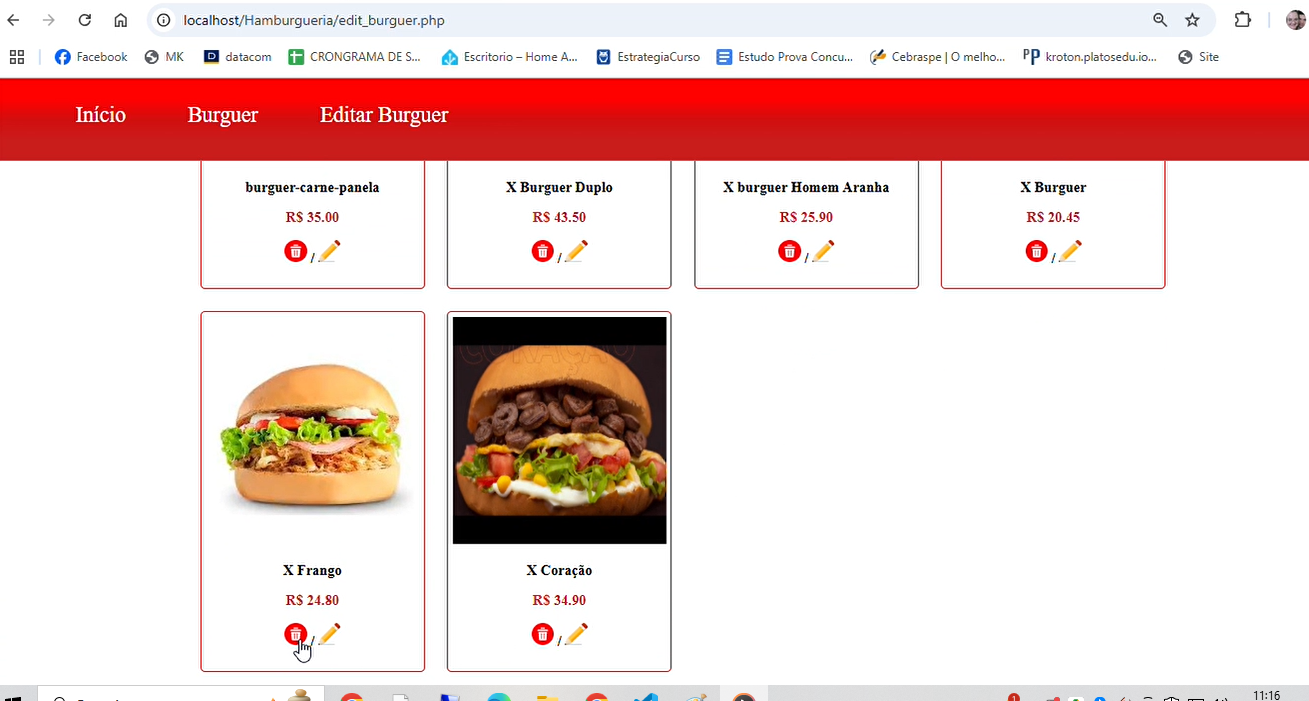 localhost/Hamburgueria/edit_burguer.php
Facebook MK datacom CRONGRAMA DE S... Escritorio – Home A... EstrategiaCurso Estudo Prova Concu... Cebraspe | O melho... kroton.platosedu.io... Site
Início Burguer Editar Burguer
burguer-carne-panela X Burguer Duplo X burguer Homem Aranha X Burguer
R$ 35.00 R$ 43.50 R$ 25.90 R$ 20.45
/ / / /
CORAÇÃO
X Frango X Coração
R$ 24.80 R$ 34.90
/ /
1 11:16